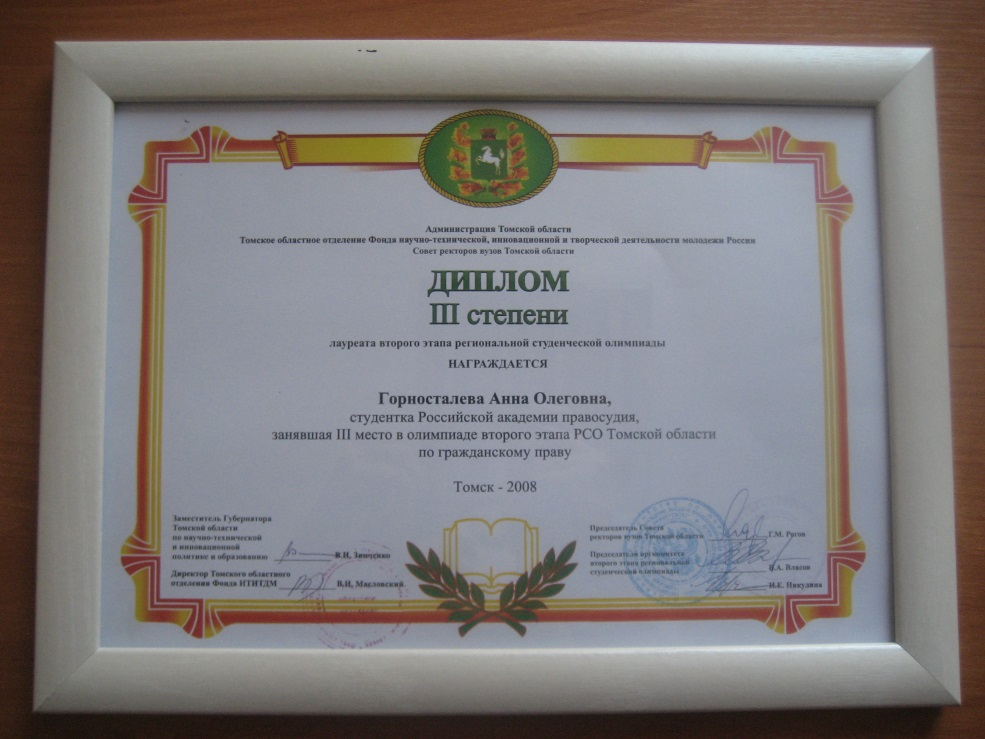 Администрация Томской области
Томское областное отделение Фонда научно-технической, инновационной и творческой деятельности молодежи России
Совет ректоров вузов Томской области
ДИПЛОМ
III степени
лауреата второго этапа региональной студенческой олимпиады
НАГРАЖДАЕТСЯ
Горносталева Анна Олеговна,
студентка Российской академии правосудия,
занявшая III место в олимпиаде второго этапа РСО Томской области
по гражданскому праву
Томск - 2008
Заместитель Губернатора
Томской области
по научно-технической
и инновационной
политике и образованию
В.И. Зинченко
Директор Томского областного
отделения Фонда НТИТДМ
В.И. Масловский
Председатель Совета
ректоров вузов Томской области
Г.М. Рогов
Председатели оргкомитета
второго этапа региональной
студенческой олимпиады
В.А. Власов
И.Е. Никулина